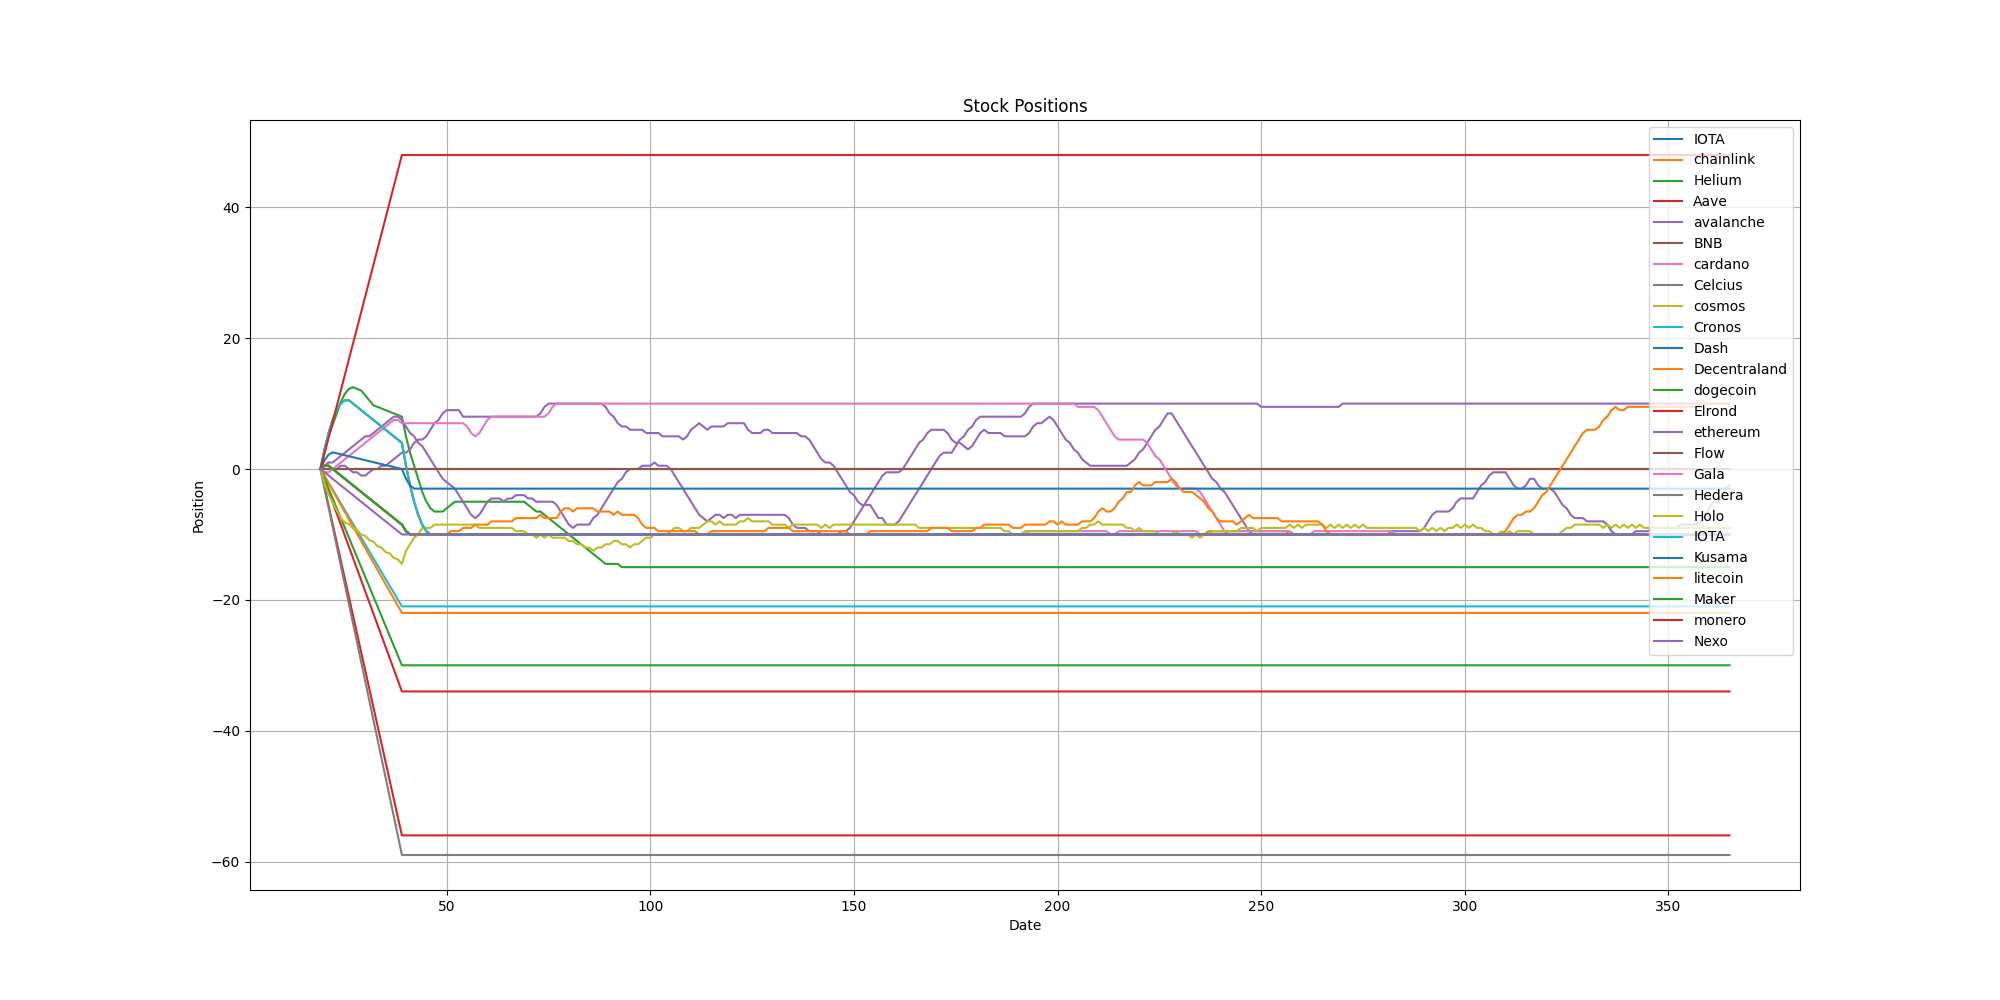 Stock Positions
Position
40
20
0
−20
−40
−60
50
100
150
200
250
300
350
Date
IOTA
chainlink
Helium
Aave
avalanche
BNB
cardano
Celcius
cosmos
Cronos
Dash
Decentraland
dogecoin
Elrond
ethereum
Flow
Gala
Hedera
Holo
IOTA
Kusama
litecoin
Maker
monero
Nexo